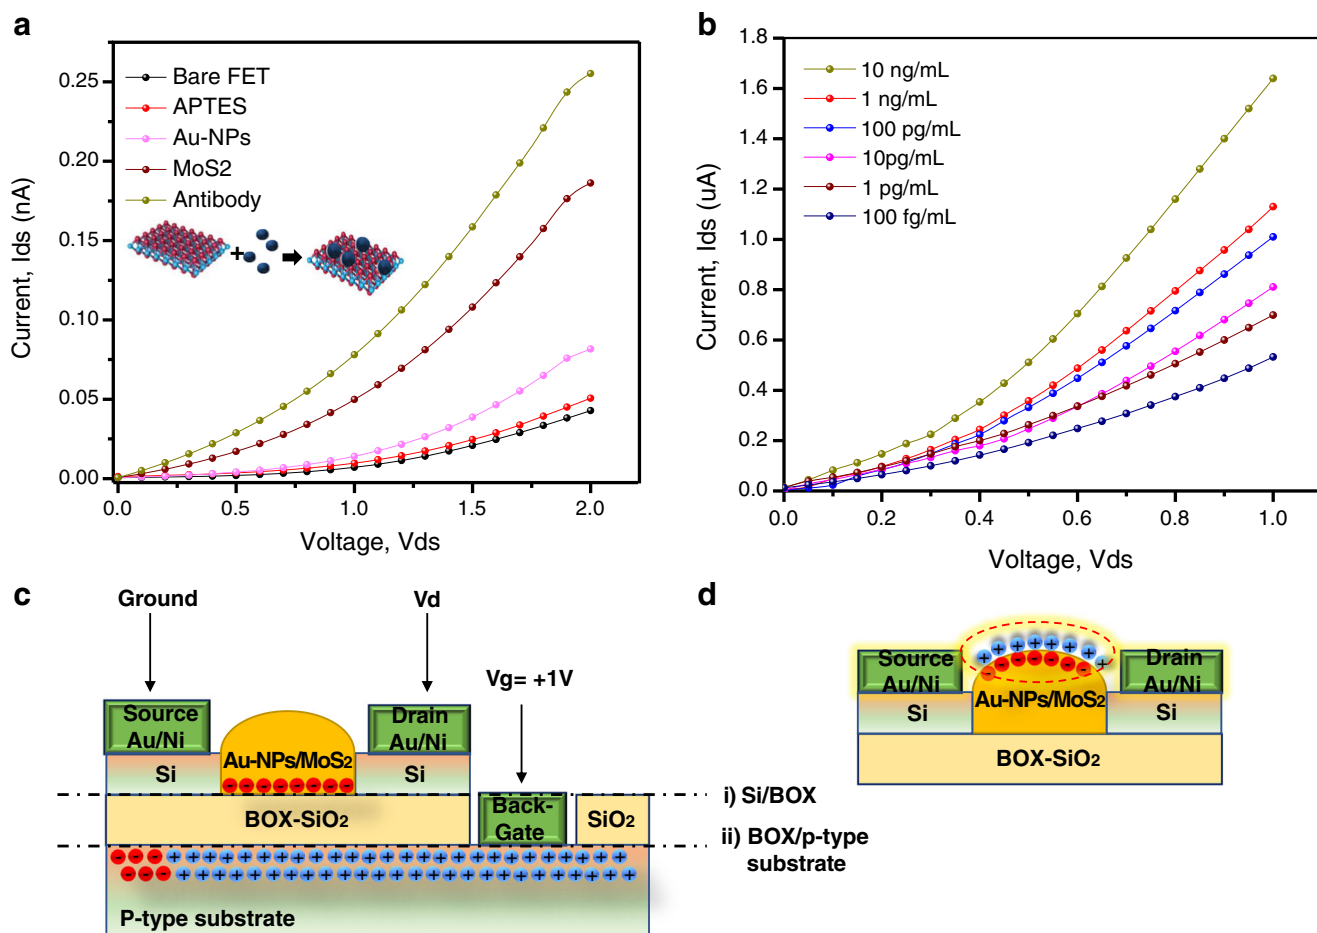 a
Bare FET
APTES
Au-NPs
MoS2
Antibody
+
Current, Ids (nA)
0.25
0.20
0.15
0.10
0.05
0.00
0.0
0.5
1.0
1.5
2.0
Voltage, Vds
b
10 ng/mL
1 ng/mL
100 pg/mL
10pg/mL
1 pg/mL
100 fg/mL
Current, Ids (uA)
1.8
1.6
1.4
1.2
1.0
0.8
0.6
0.4
0.2
0.0
0.0
0.2
0.4
0.6
0.8
1.0
Voltage, Vds
c
Ground
Vd
Vg= +1V
Source
Au/Ni
Drain
Au/Ni
Si
Au-NPs/MoS2
Si
BOX-SiO2
Back-
Gate
SiO2
i) Si/BOX
ii) BOX/p-type
substrate
P-type substrate
d
Source
Au/Ni
Drain
Au/Ni
Au-NPs/MoS2
Si
Si
BOX-SiO2